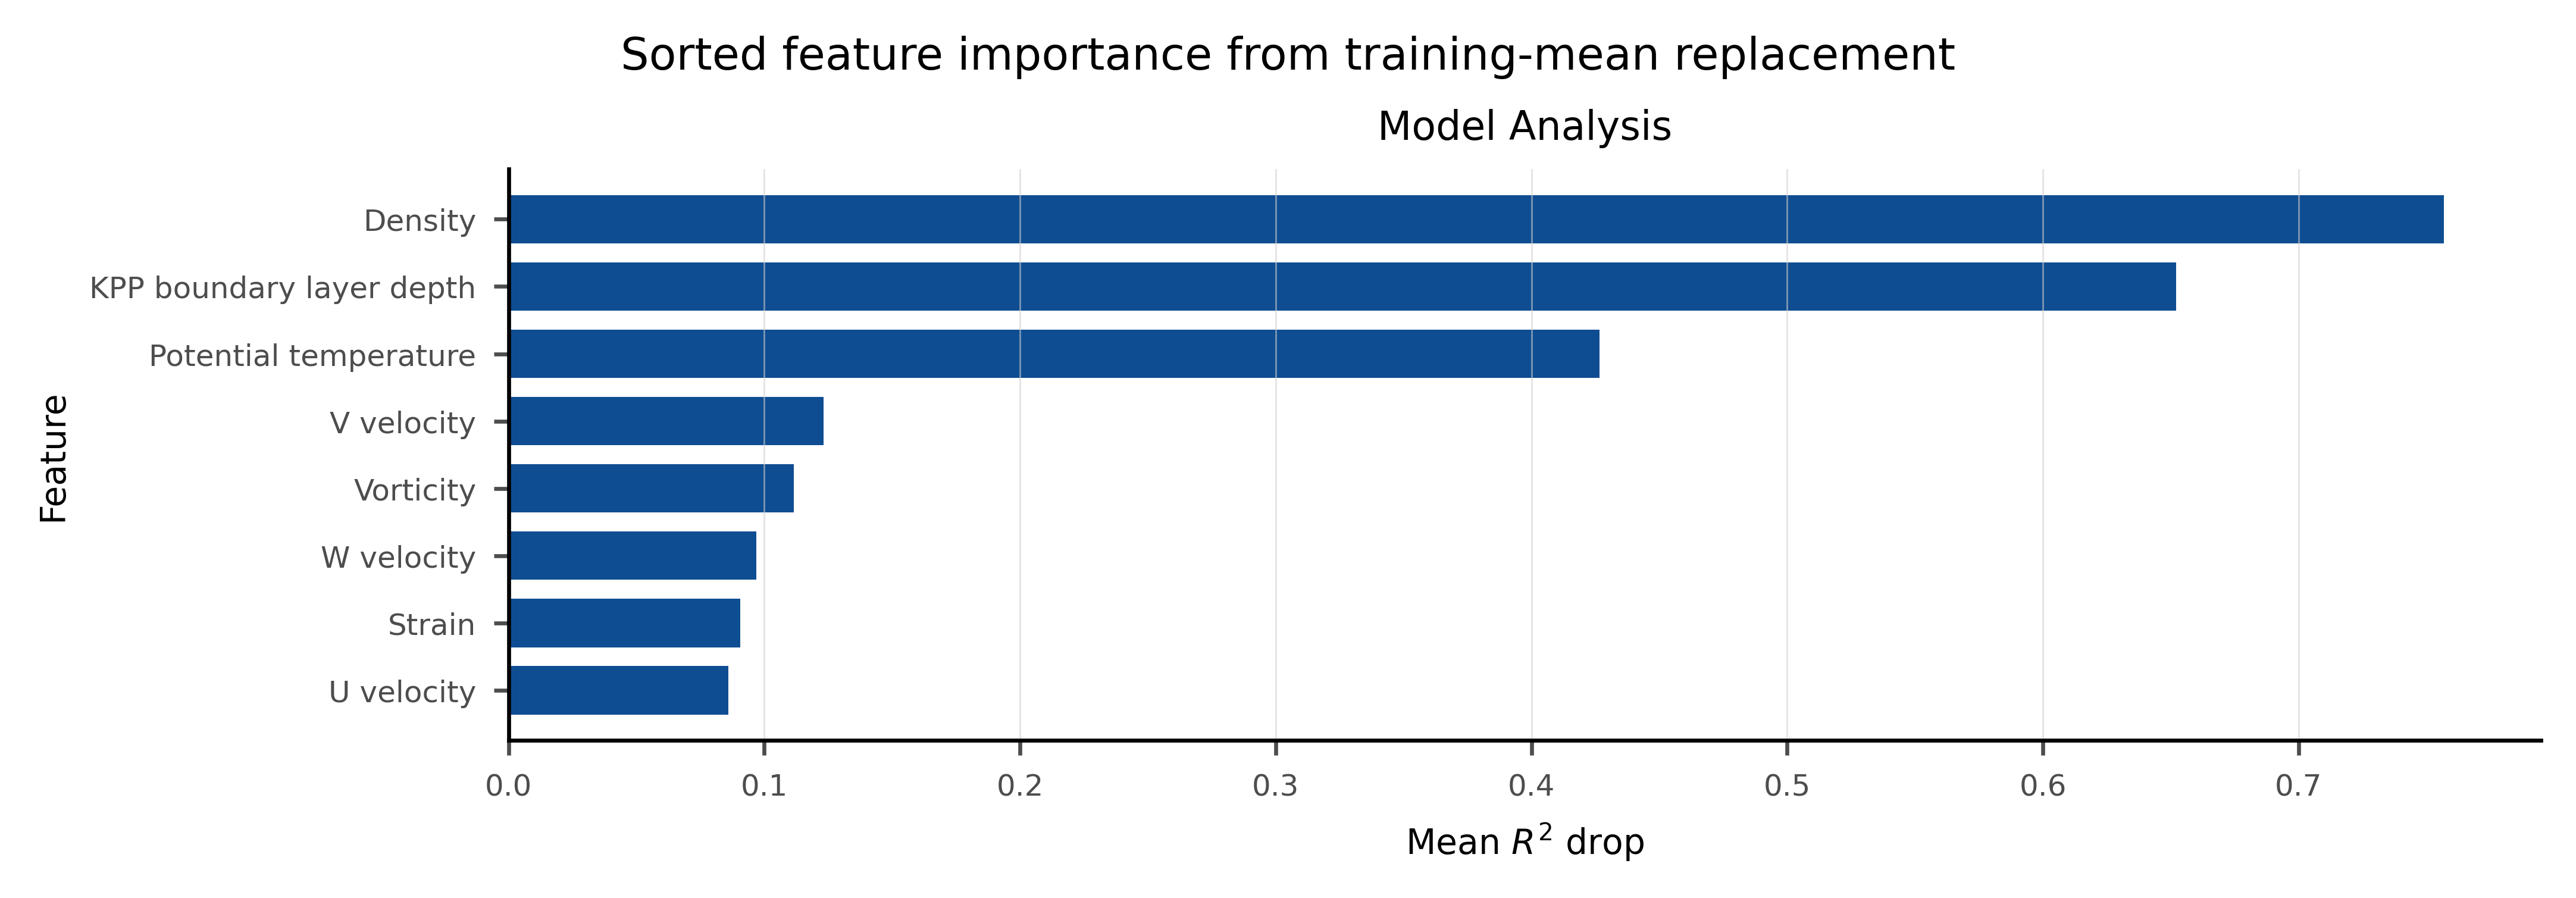 Sorted feature importance from training-mean replacement
Model Analysis
Feature
Density
KPP boundary layer depth
Potential temperature
V velocity
Vorticity
W velocity
Strain
U velocity
0.0 0.1 0.2 0.3 0.4 0.5 0.6 0.7
Mean R² drop